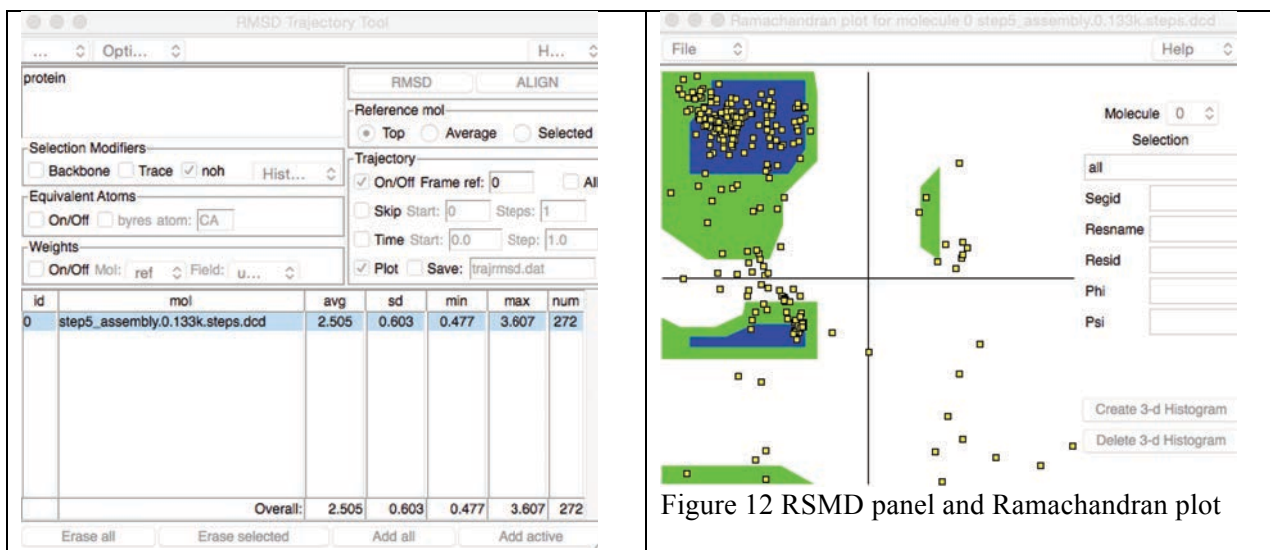 RMSD Trajectory Tool
... Opti... H...
protein
RMSD ALIGN
Reference mol
Top Average Selected
Selection Modifiers
Backbone Trace noh Hist...
Trajectory
On/Off Frame ref: 0 All
Equivalent Atoms
On/Off byres atom: CA
Skip Start: 0 Steps: 1
Time Start: 0.0 Step: 1.0
Weights
On/Off Mol: ref Field: u...
Plot Save: trajrmsd.dat
id mol avg sd min max num
0 step5_assembly.0.133k.steps.dcd 2.505 0.603 0.477 3.607 272
Overall: 2.505 0.603 0.477 3.607 272
Erase all Erase selected Add all Add active
Ramachandran plot for molecule 0 step5_assembly.0.133k.steps.dcd
File Help
Molecule 0
Selection
all
Segid
Resname
Resid
Phi
Psi
Create 3-d Histogram
Delete 3-d Histogram
Figure 12 RSMD panel and Ramachandran plot